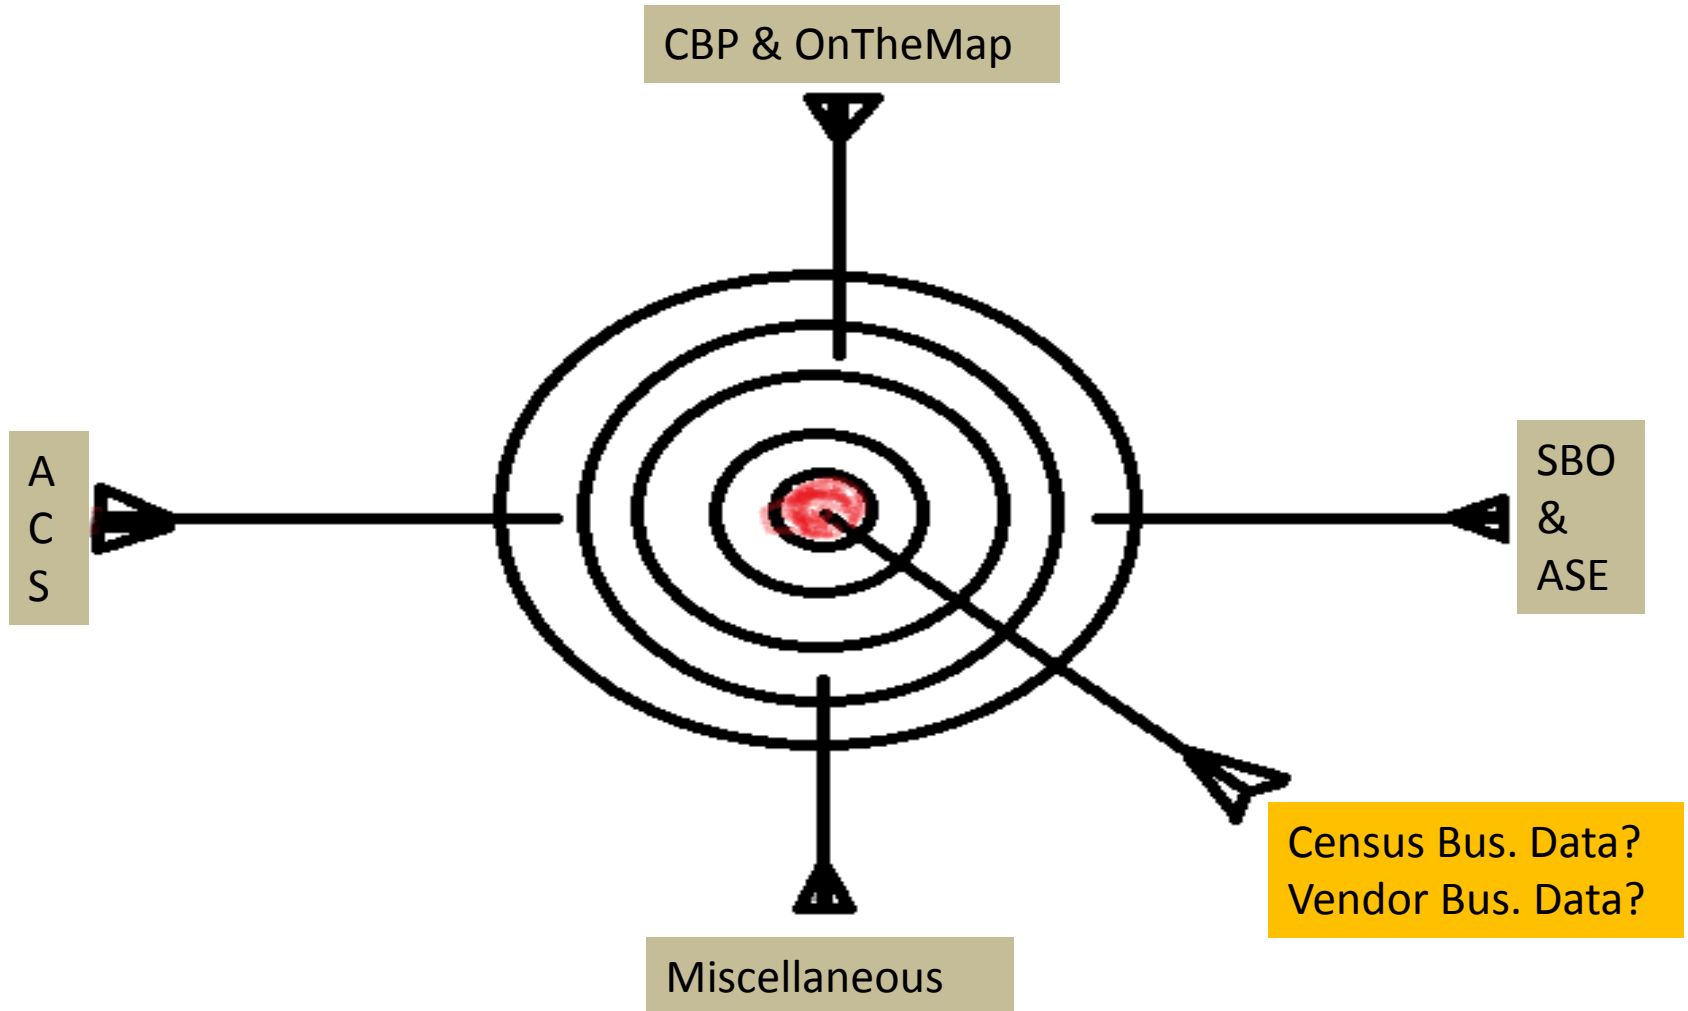 CBP & OnTheMap
A
C
S
SBO
&
ASE
Census Bus. Data?
Vendor Bus. Data?
Miscellaneous